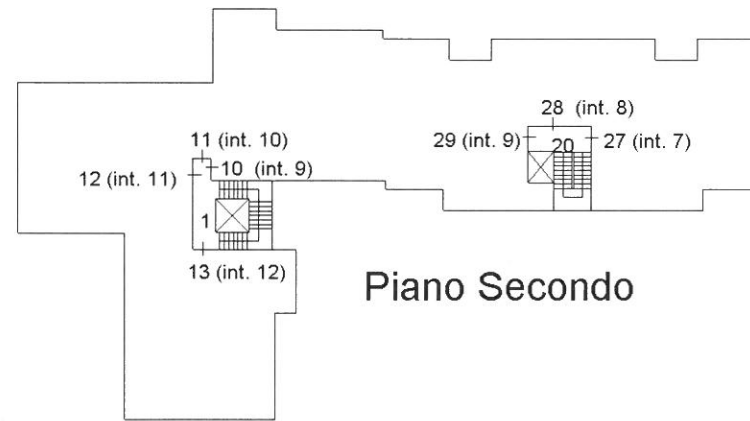 28 (int. 8)
29 (int. 9)
20
27 (int. 7)
11 (int. 10)
10 (int. 9)
12 (int. 11)
1
13 (int. 12)
Piano Secondo